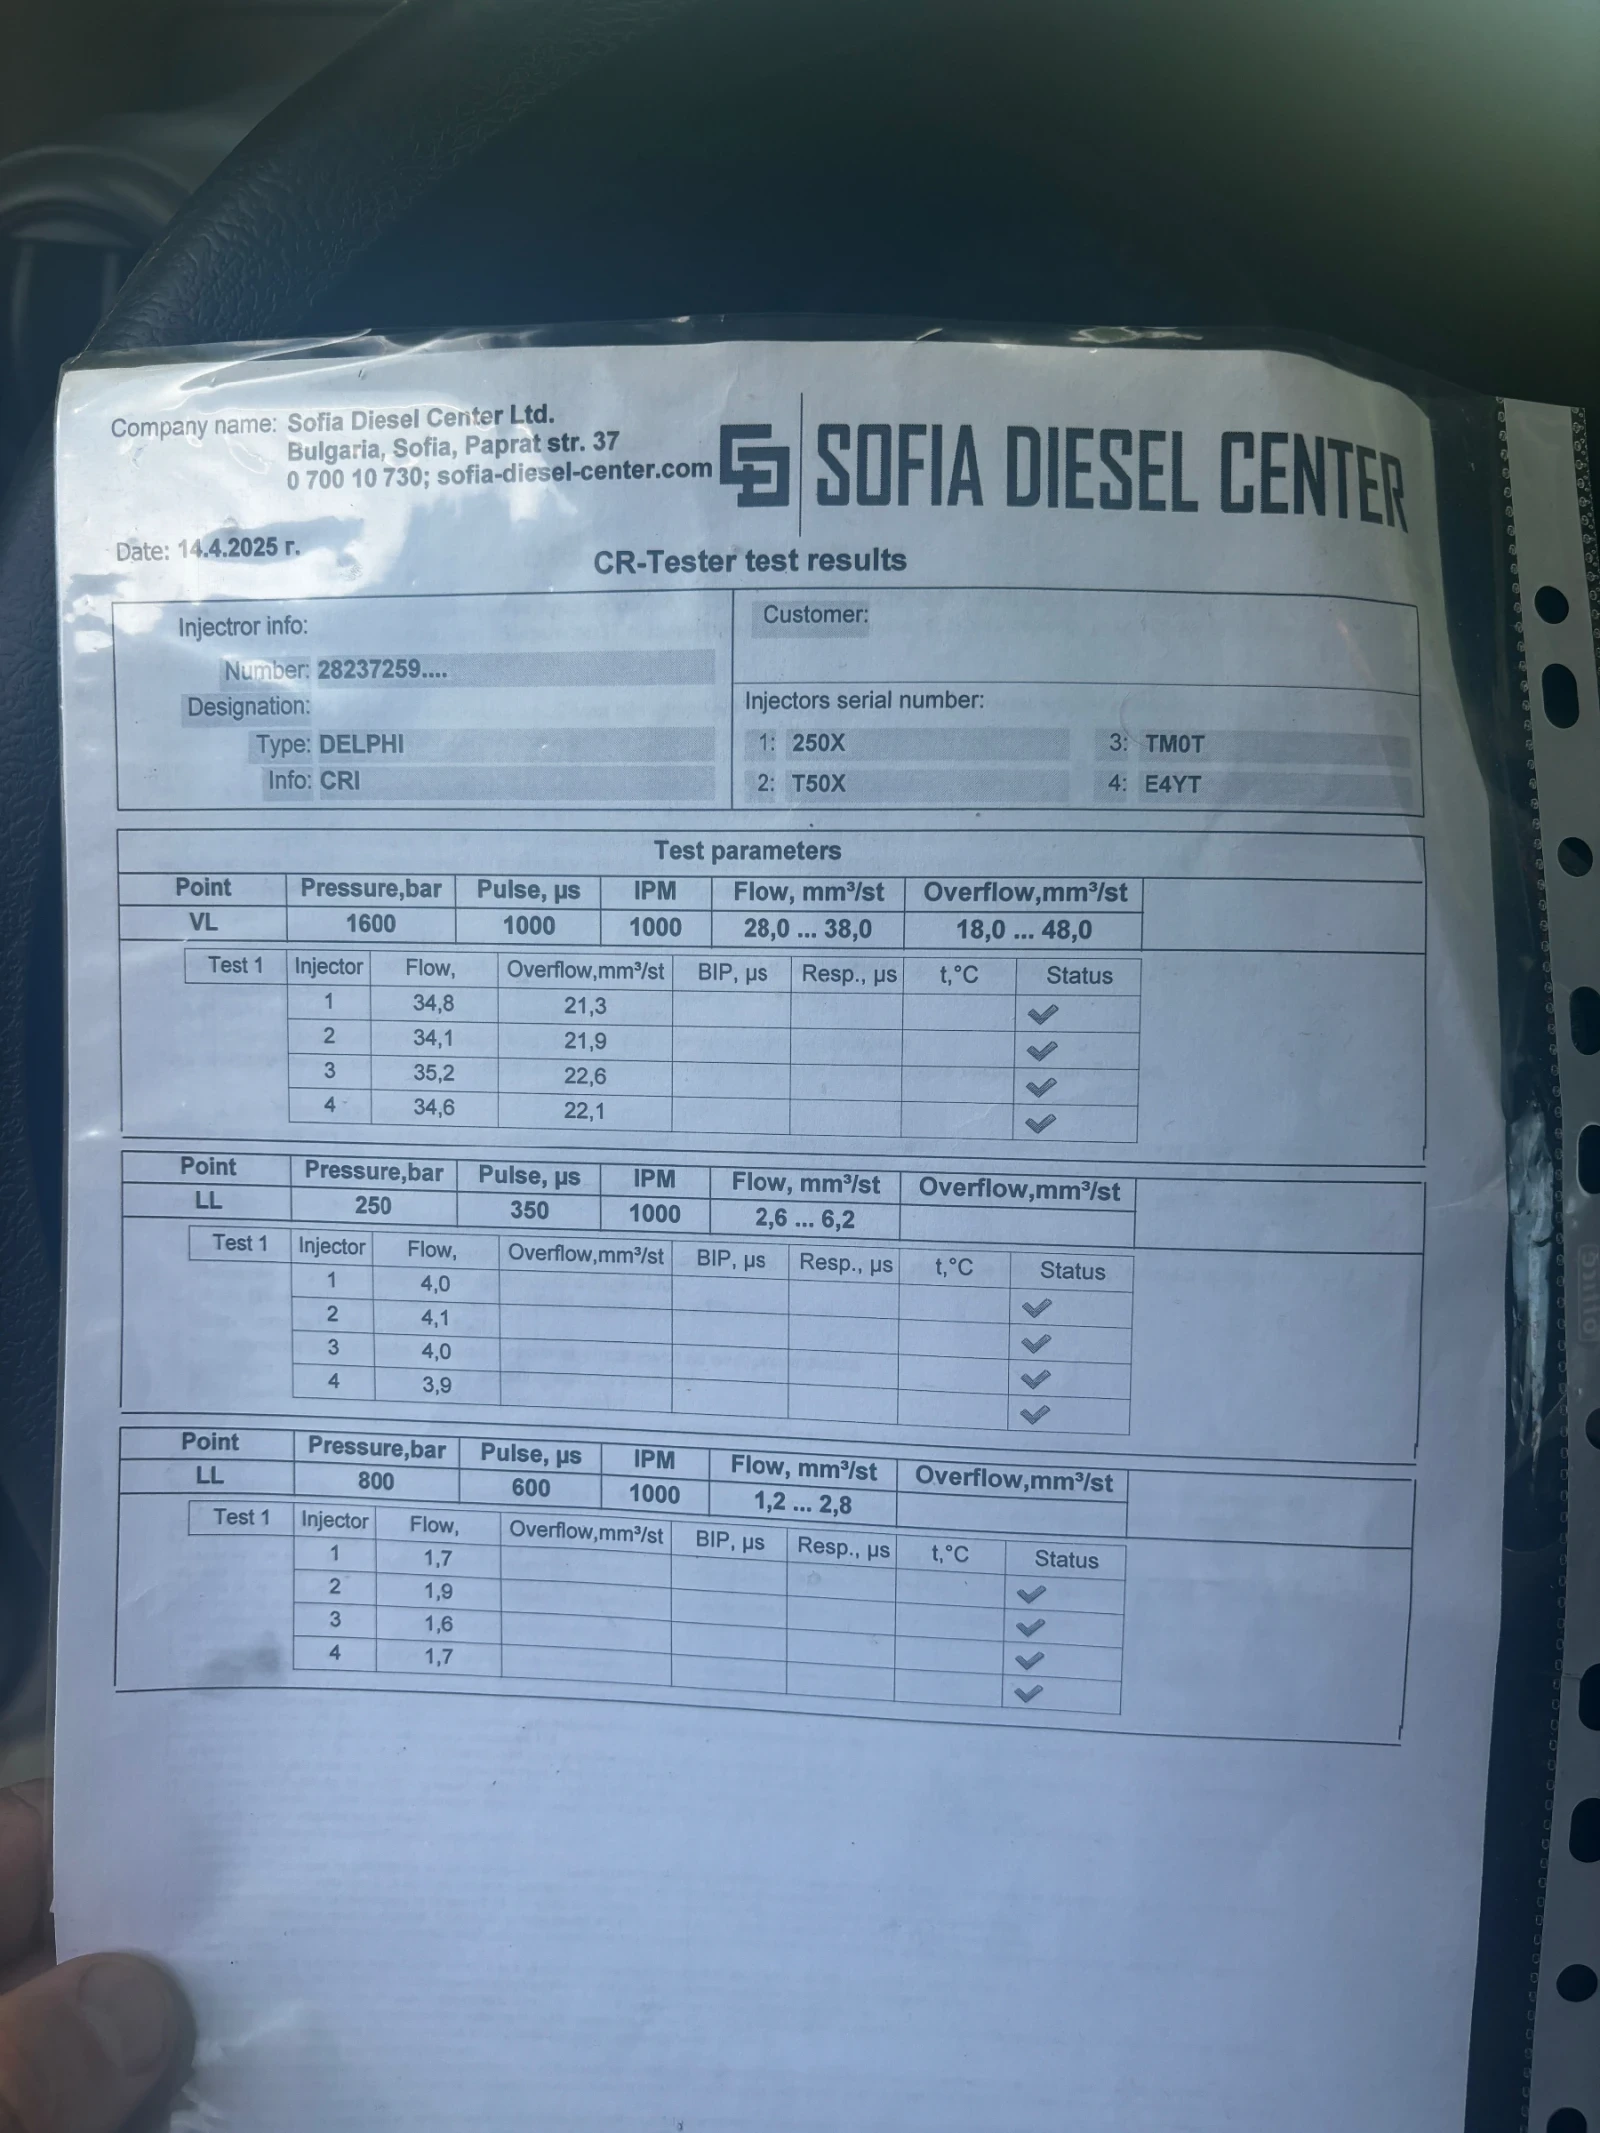 Company name: Sofia Diesel Center Ltd.
Bulgaria, Sofia, Paprat str. 37
0 700 10 730; sofia-diesel-center.com
SOFIA DIESEL CENTER
Date: 14.4.2025 г.
CR-Tester test results
Injectror info:
Number: 28237259....
Designation:
Type: DELPHI
Info: CRI
Customer:
Injectors serial number:
1: 250X 3: TM0T
2: T50X 4: E4YT
Test parameters
Point Pressure,bar Pulse, µs IPM Flow, mm³/st Overflow,mm³/st
VL 1600 1000 1000 28,0 ... 38,0 18,0 ... 48,0
Test 1 Injector Flow, Overflow,mm³/st BIP, µs Resp., µs t,°C Status
1 34,8 21,3
2 34,1 21,9
3 35,2 22,6
4 34,6 22,1
Point Pressure,bar Pulse, µs IPM Flow, mm³/st Overflow,mm³/st
LL 250 350 1000 2,6 ... 6,2
Test 1 Injector Flow, Overflow,mm³/st BIP, µs Resp., µs t,°C Status
1 4,0
2 4,1
3 4,0
4 3,9
Point Pressure,bar Pulse, µs IPM Flow, mm³/st Overflow,mm³/st
LL 800 600 1000 1,2 ... 2,8
Test 1 Injector Flow, Overflow,mm³/st BIP, µs Resp., µs t,°C Status
1 1,7
2 1,9
3 1,6
4 1,7